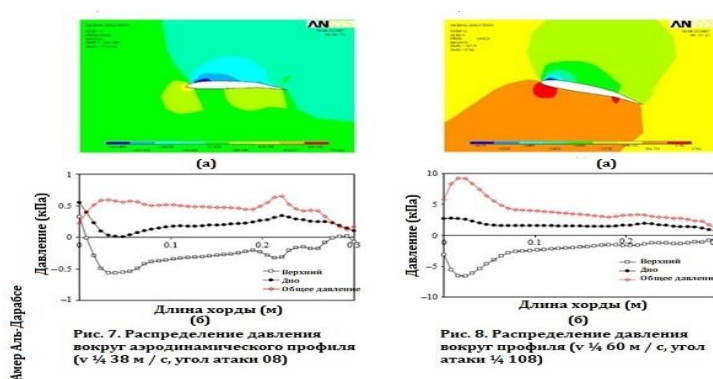 AN
(а)
Давление (кПа)
1
0.5
0
−0.5
−1
0.1
0.2
0.3
Верхний
Дно
Общее давление
Длина хорды (м)
(б)
Рис. 7. Распределение давления
вокруг аэродинамического профиля
(v ¼ 38 м / с, угол атаки 08)
AN
(а)
Давление (кПа)
10
5
0
−5
−10
0.1
0.2
Верхний
Дно
Общее давление
Длина хорды (м)
(б)
Рис. 8. Распределение давления
вокруг профиля (v ¼ 60 м / с, угол
атаки ¼ 108)
Амер Аль-Дарабсе